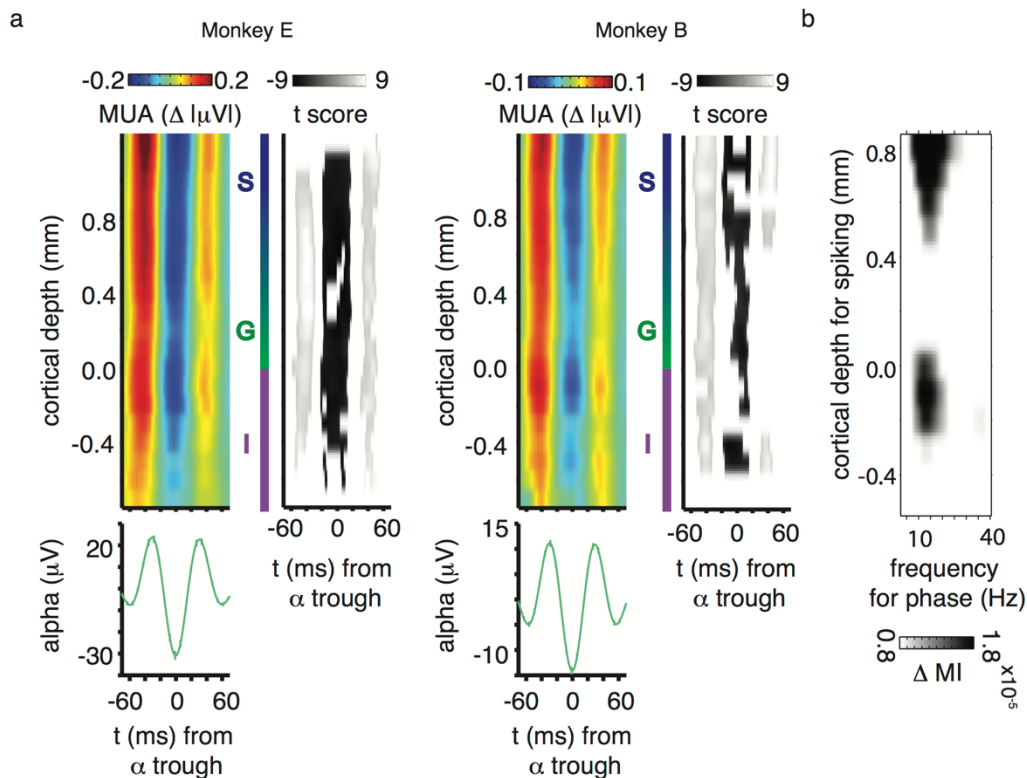 a
b
Monkey E
Monkey B
-0.2 0.2
-9 9
-0.1 0.1
-9 9
MUA (Δ |μV|)
t score
MUA (Δ |μV|)
t score
cortical depth (mm)
0.8
0.4
0.0
-0.4
S
G
I
cortical depth (mm)
0.8
0.4
0.0
-0.4
S
G
I
cortical depth for spiking (mm)
0.8
0.4
0.0
-0.4
-60 0 60
t (ms) from
α trough
-60 0 60
t (ms) from
α trough
10 40
frequency
for phase (Hz)
0.8 1.8
x10-5
Δ MI
alpha (μV)
20
-30
-60 0 60
t (ms) from
α trough
alpha (μV)
15
-10
-60 0 60
t (ms) from
α trough